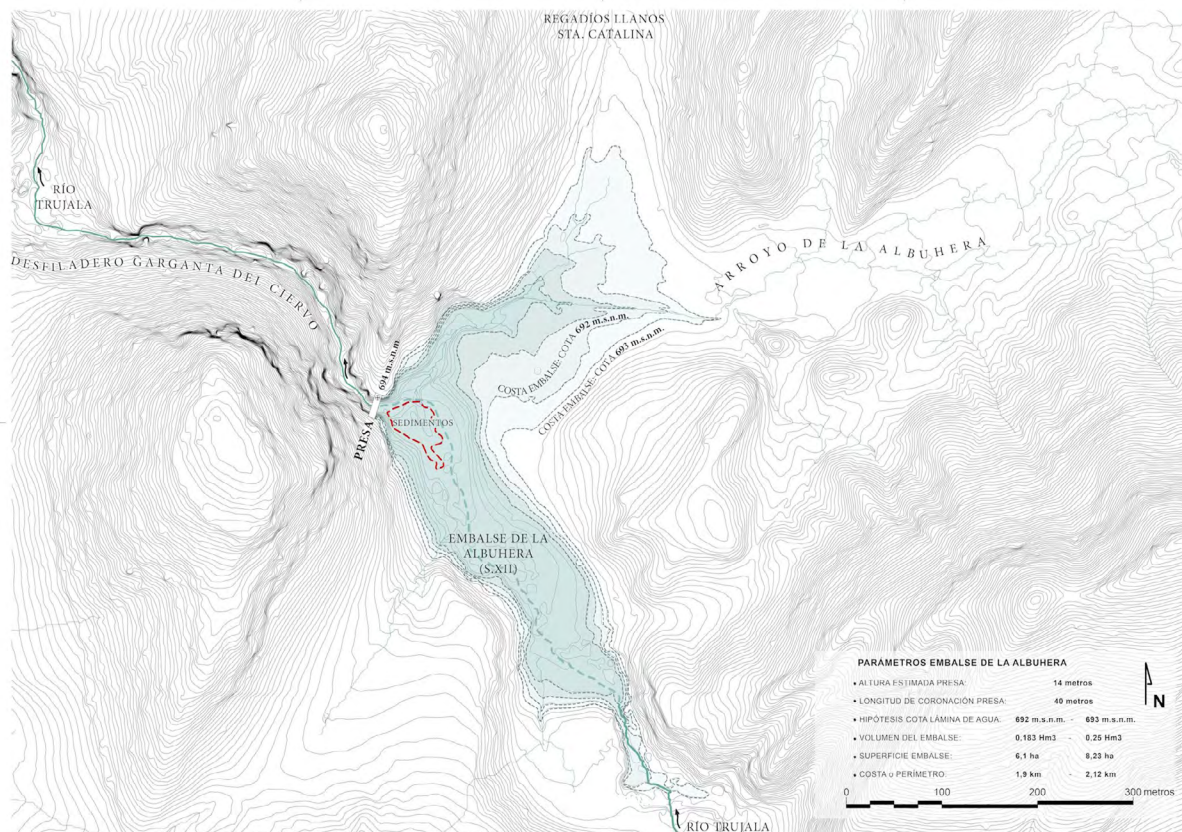 REGADÍOS LLANOS
STA. CATALINA
RÍO
TRUJALA
DESFILADERO GARGANTA DEL CIERVO
ARROYO DE LA ALBUHERA
COSTA EMBALSE: COTA 692 m.s.n.m.
COSTA EMBALSE: COTA 693 m.s.n.m.
694 m.s.n.m
PRESA
SEDIMENTOS
EMBALSE DE LA
ALBUHERA
(S.XII)
PARÁMETROS EMBALSE DE LA ALBUHERA
• ALTURA ESTIMADA PRESA: 14 metros
• LONGITUD DE CORONACIÓN PRESA: 40 metros
• HIPÓTESIS COTA LÁMINA DE AGUA: 692 m.s.n.m. - 693 m.s.n.m.
• VOLUMEN DEL EMBALSE: 0,183 Hm3 - 0.25 Hm3
• SUPERFICIE EMBALSE: 6,1 ha - 8,23 ha
• COSTA o PERÍMETRO: 1,9 km - 2,12 km
N
0 100 200 300 metros
RÍO TRUJALA